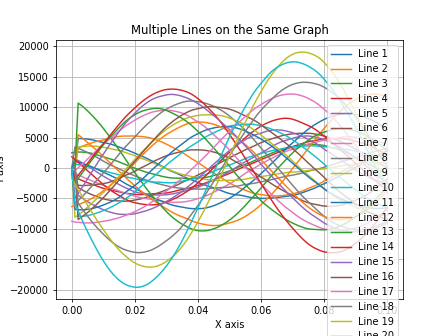 Multiple Lines on the Same Graph
20000
15000
10000
5000
0
−5000
−10000
−15000
−20000
0.00
0.02
0.04
0.06
0.08
X axis
Line 1
Line 2
Line 3
Line 4
Line 5
Line 6
Line 7
Line 8
Line 9
Line 10
Line 11
Line 12
Line 13
Line 14
Line 15
Line 16
Line 17
Line 18
Line 19
Line 20